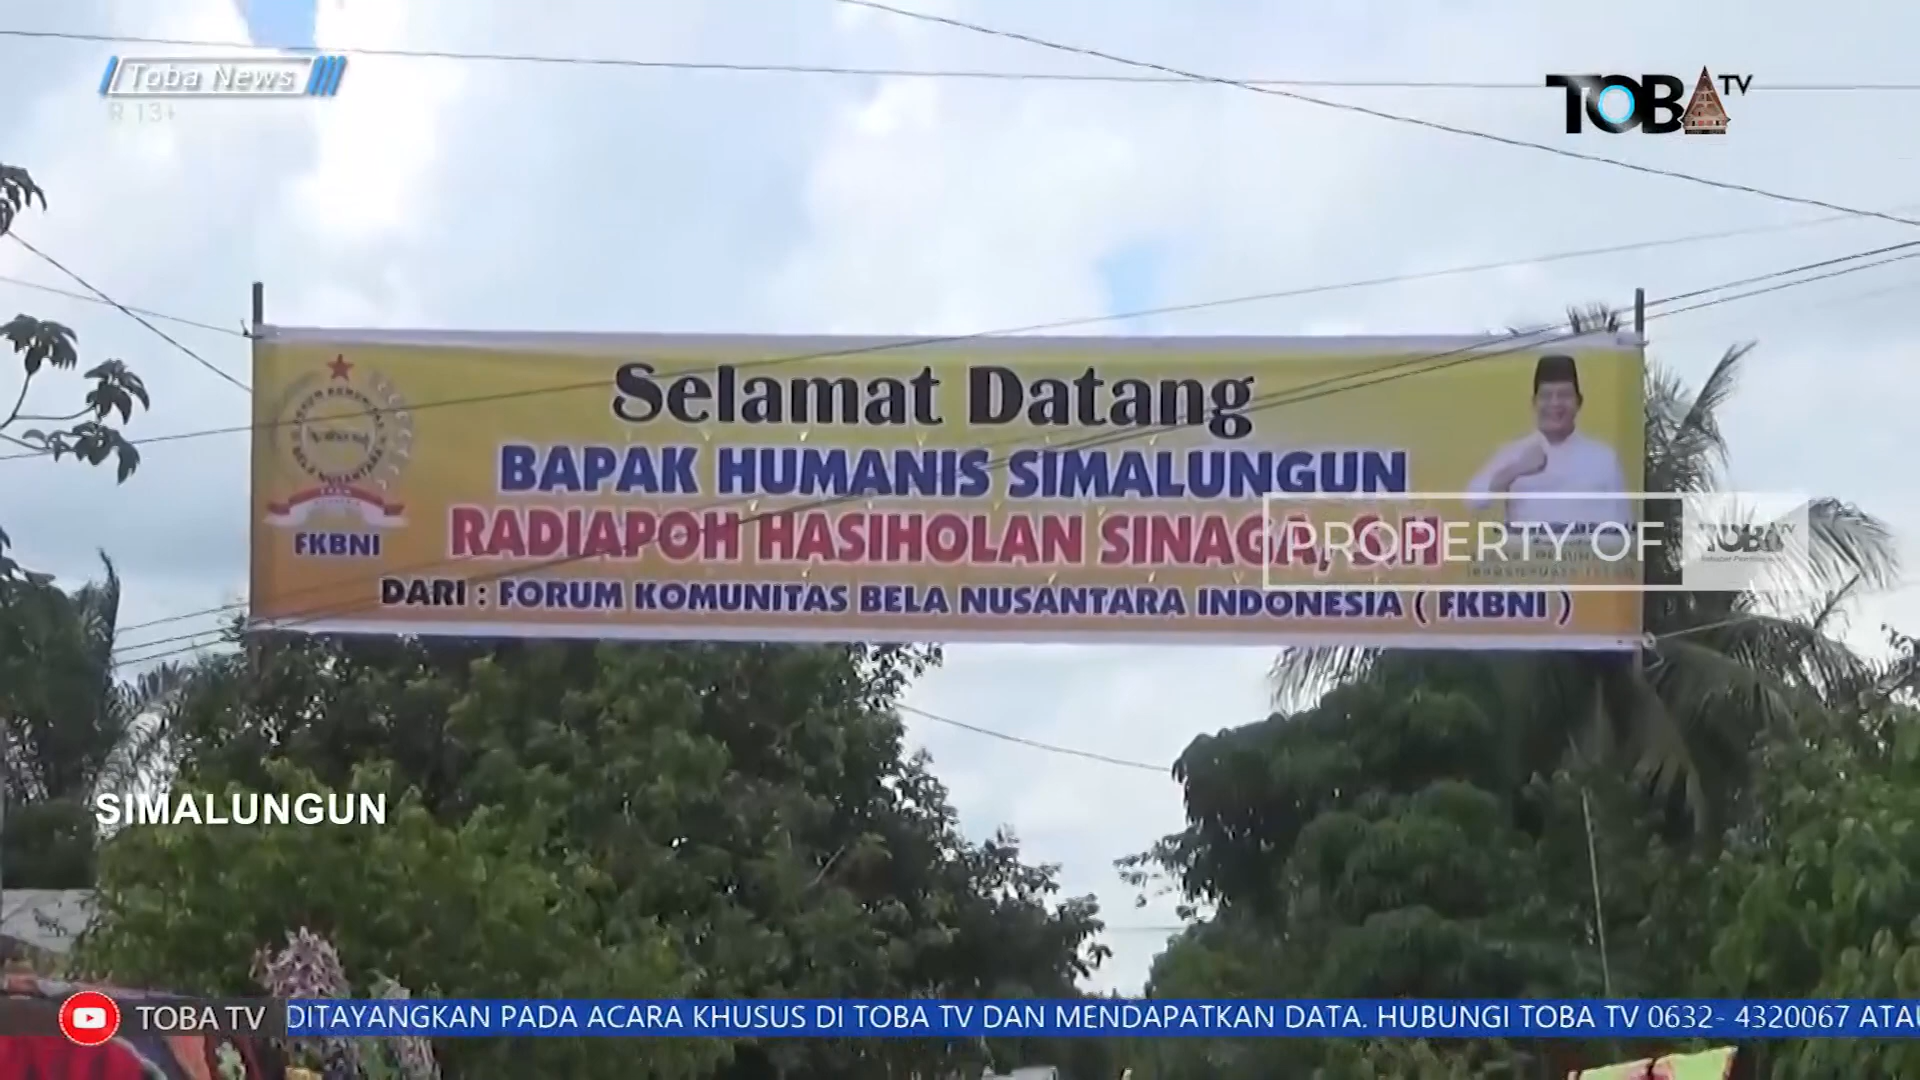 Toba News
R 13+
TOBA TV
Selamat Datang
BAPAK HUMANIS SIMALUNGUN
RADIAPOH HASIHOLAN SINAGA, S.H
DARI : FORUM KOMUNITAS BELA NUSANTARA INDONESIA ( FKBNI )
FKBNI
PROPERTY OF TOBA
SIMALUNGUN
TOBA TV
DITAYANGKAN PADA ACARA KHUSUS DI TOBA TV DAN MENDAPATKAN DATA. HUBUNGI TOBA TV 0632- 4320067 ATAU